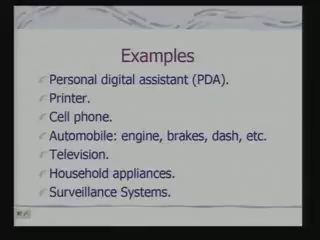 Examples
Personal digital assistant (PDA).
Printer.
Cell phone.
Automobile: engine, brakes, dash, etc.
Television.
Household appliances.
Surveillance Systems.